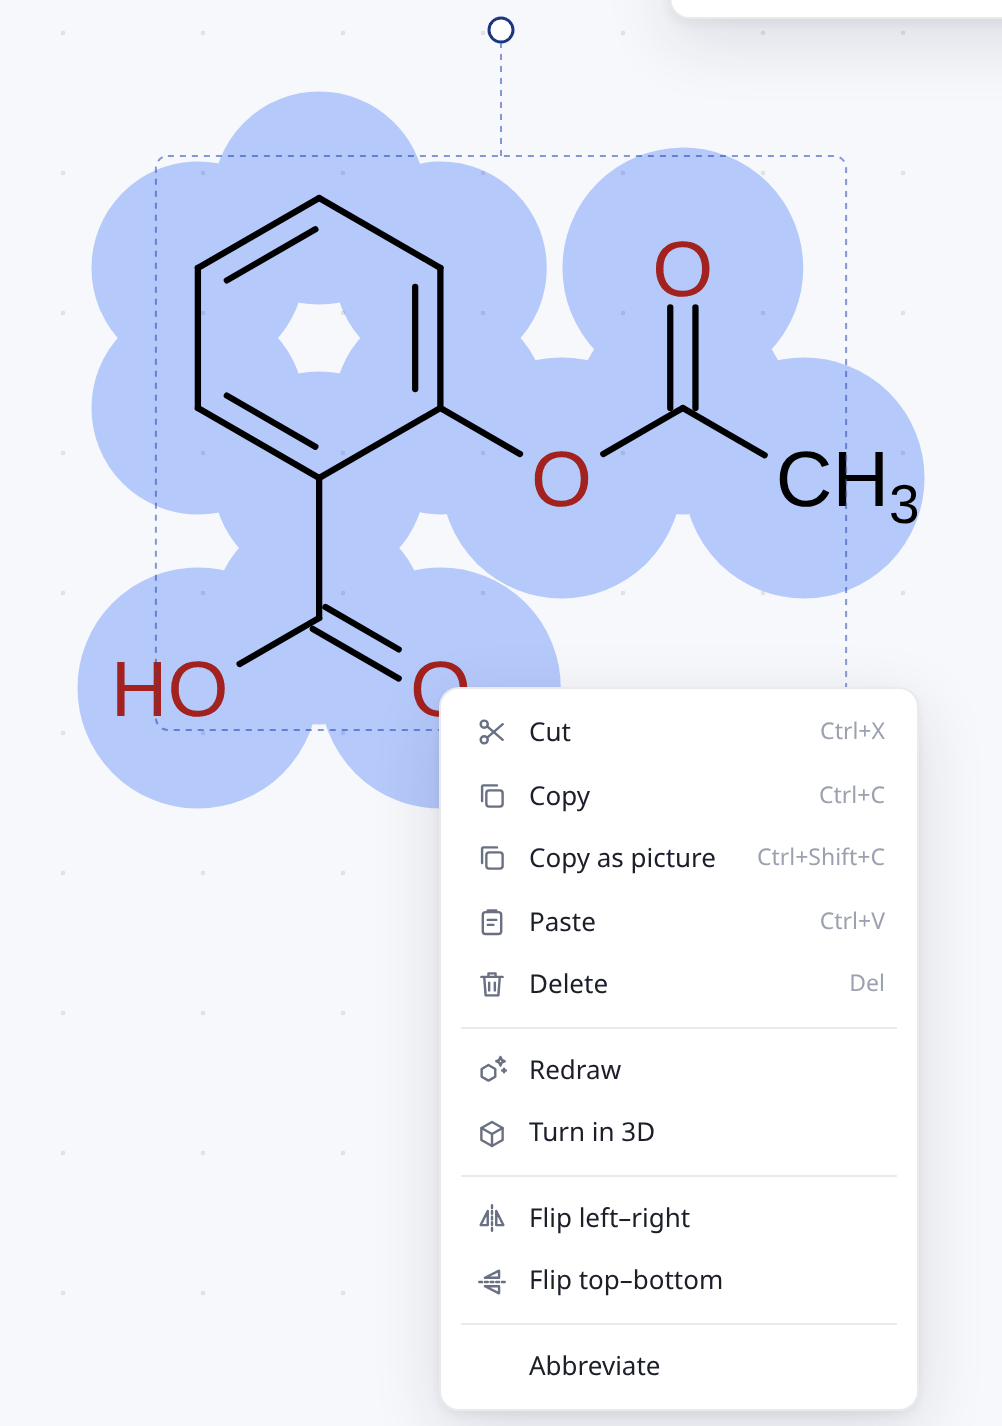 O
O
CH3
HO
O
Cut Ctrl+X
Copy Ctrl+C
Copy as picture Ctrl+Shift+C
Paste Ctrl+V
Delete Del
Redraw
Turn in 3D
Flip left–right
Flip top–bottom
Abbreviate